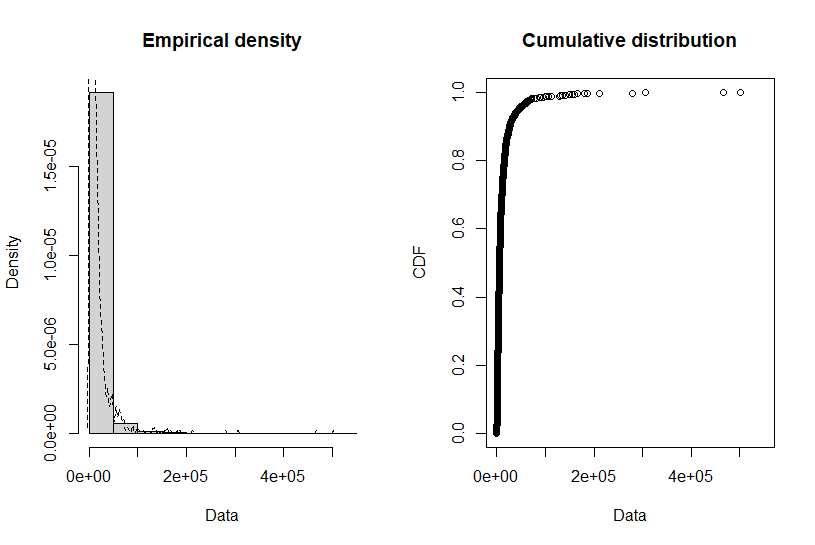 Empirical density
Density
0.0e+00
5.0e-06
1.0e-05
1.5e-05
0e+00
2e+05
4e+05
Data
Cumulative distribution
CDF
0.0
0.2
0.4
0.6
0.8
1.0
0e+00
2e+05
4e+05
Data